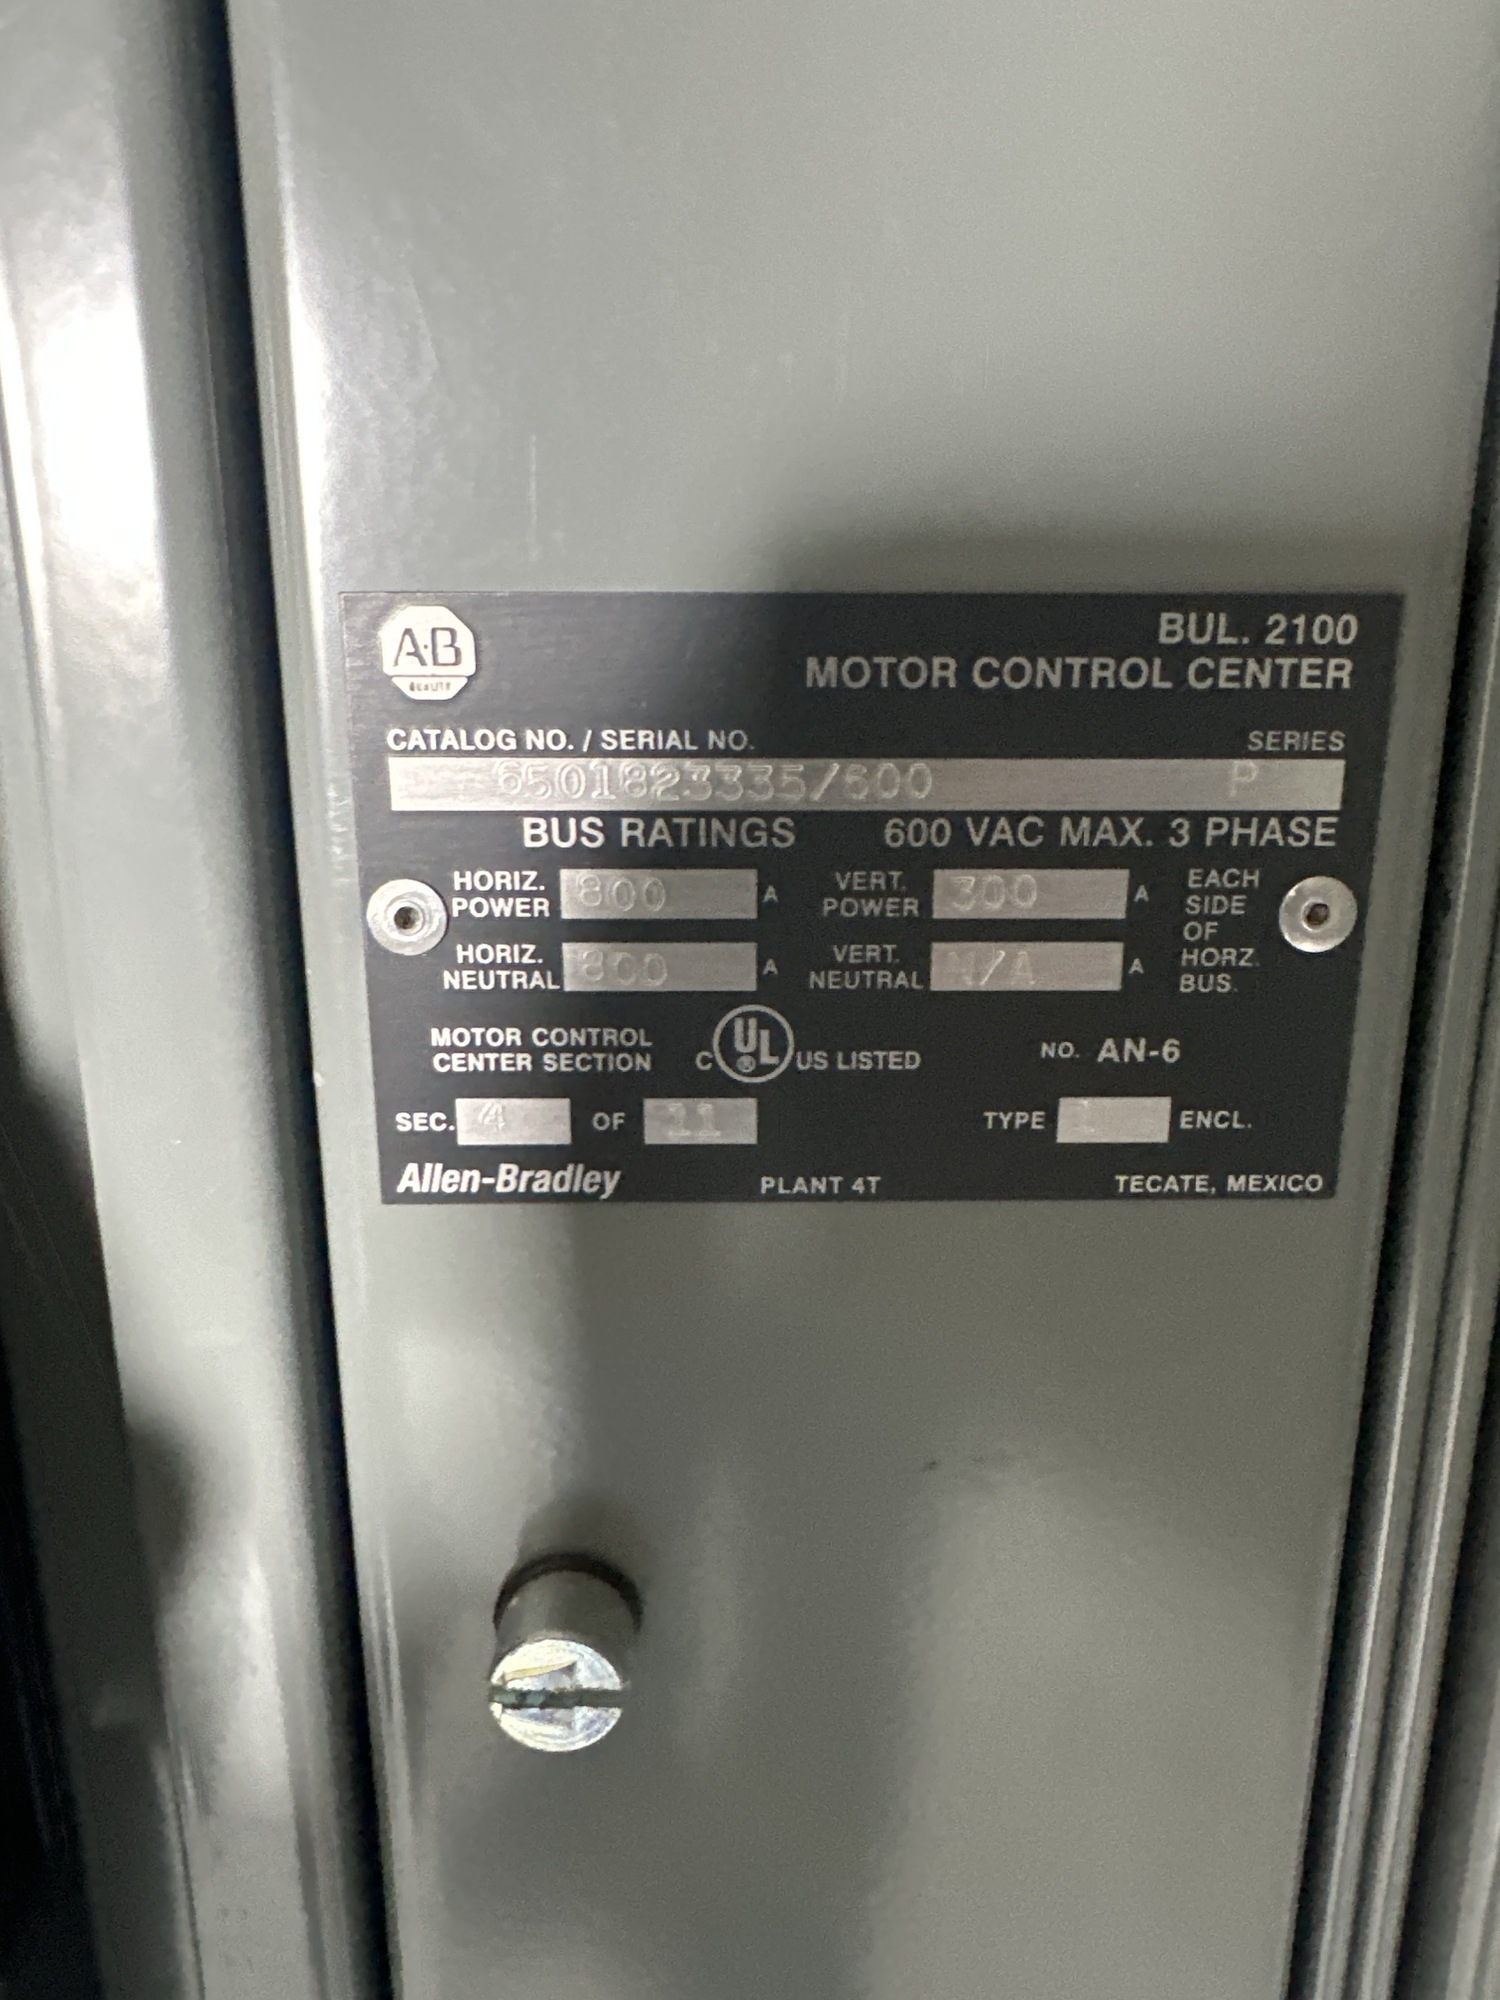 A·B
QUALITY
BUL. 2100
MOTOR CONTROL CENTER
CATALOG NO. / SERIAL NO. SERIES
6501823335/600 P
BUS RATINGS 600 VAC MAX. 3 PHASE
HORIZ. POWER 800 A VERT. POWER 300 A EACH SIDE OF HORZ. BUS.
HORIZ. NEUTRAL 800 A VERT. NEUTRAL N/A A
MOTOR CONTROL CENTER SECTION C UL ® US LISTED NO. AN-6
SEC. 4 OF 11 TYPE 1 ENCL.
Allen-Bradley PLANT 4T TECATE, MEXICO